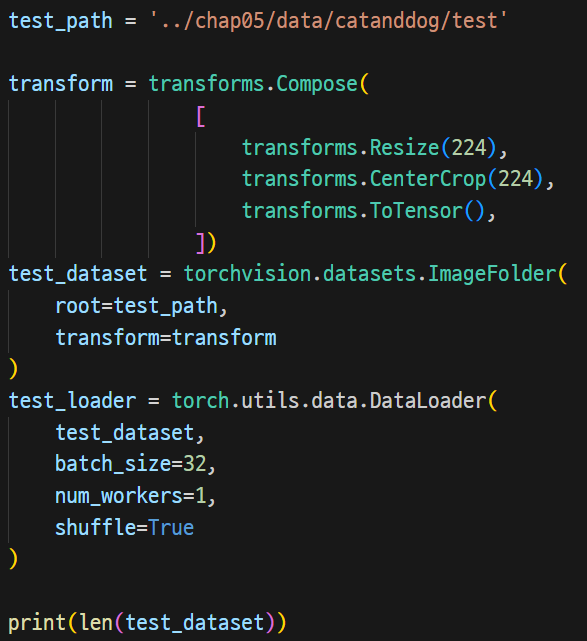 test_path = '../chap05/data/catanddog/test'
transform = transforms.Compose(
[
transforms.Resize(224),
transforms.CenterCrop(224),
transforms.ToTensor(),
])
test_dataset = torchvision.datasets.ImageFolder(
root=test_path,
transform=transform
)
test_loader = torch.utils.data.DataLoader(
test_dataset,
batch_size=32,
num_workers=1,
shuffle=True
)
print(len(test_dataset))